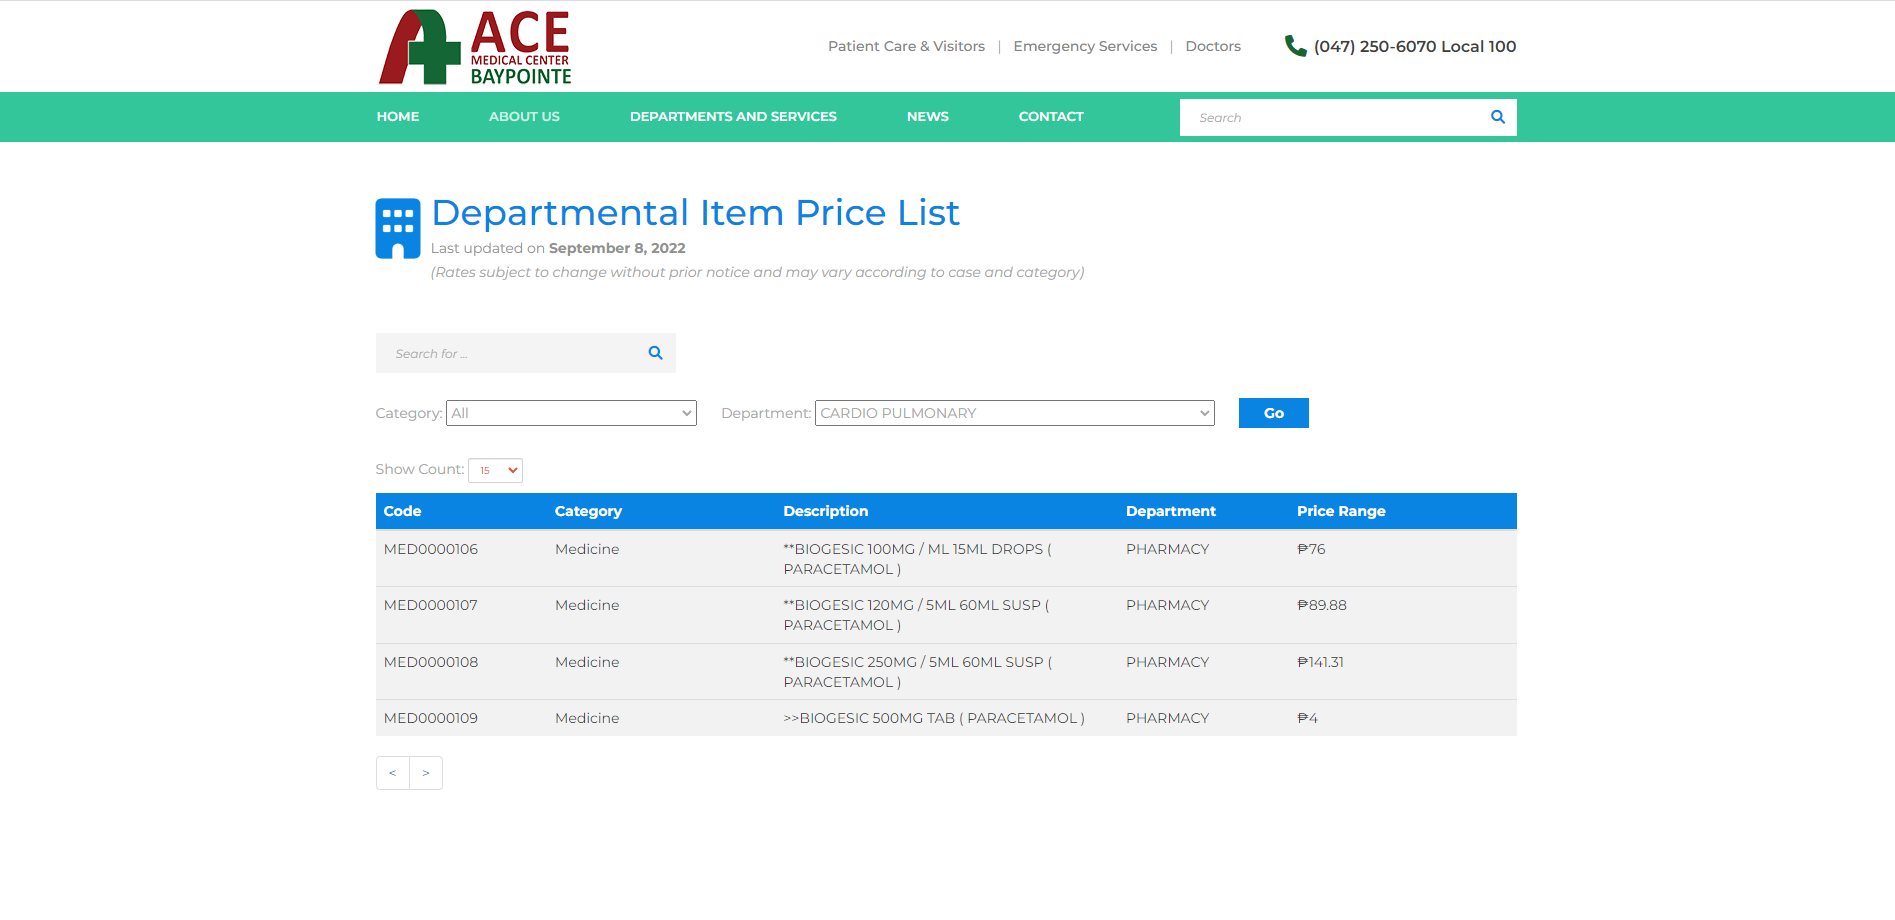 ACE
MEDICAL CENTER
BAYPOINTE
Patient Care & Visitors | Emergency Services | Doctors
(047) 250-6070 Local 100
HOME ABOUT US DEPARTMENTS AND SERVICES NEWS CONTACT Search
Departmental Item Price List
Last updated on September 8, 2022
(Rates subject to change without prior notice and may vary according to case and category)
Search for ...
Category: All Department: CARDIO PULMONARY Go
Show Count: 15
Code Category Description Department Price Range
MED0000106 Medicine **BIOGESIC 100MG / ML 15ML DROPS ( PHARMACY ₱76
PARACETAMOL )
MED0000107 Medicine **BIOGESIC 120MG / 5ML 60ML SUSP ( PHARMACY ₱89.88
PARACETAMOL )
MED0000108 Medicine **BIOGESIC 250MG / 5ML 60ML SUSP ( PHARMACY ₱141.31
PARACETAMOL )
MED0000109 Medicine >>BIOGESIC 500MG TAB ( PARACETAMOL ) PHARMACY ₱4
< >